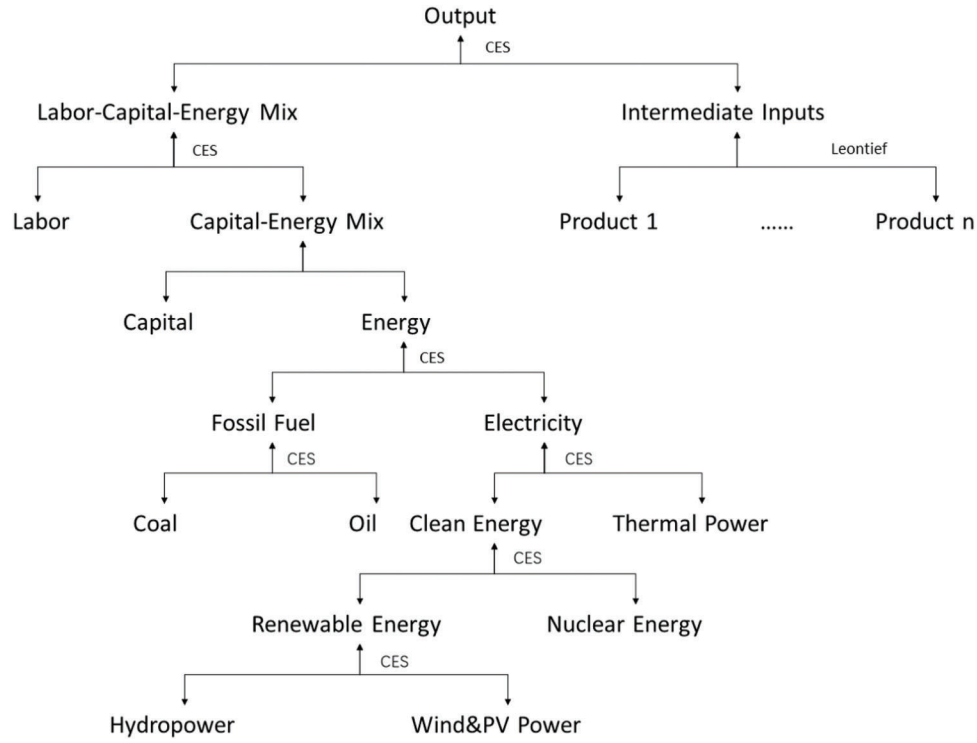 Output
CES
Labor-Capital-Energy Mix
Intermediate Inputs
CES
Leontief
Labor
Capital-Energy Mix
Product 1
......
Product n
Capital
Energy
CES
Fossil Fuel
Electricity
CES
CES
Coal
Oil
Clean Energy
Thermal Power
CES
Renewable Energy
Nuclear Energy
CES
Hydropower
Wind&PV Power